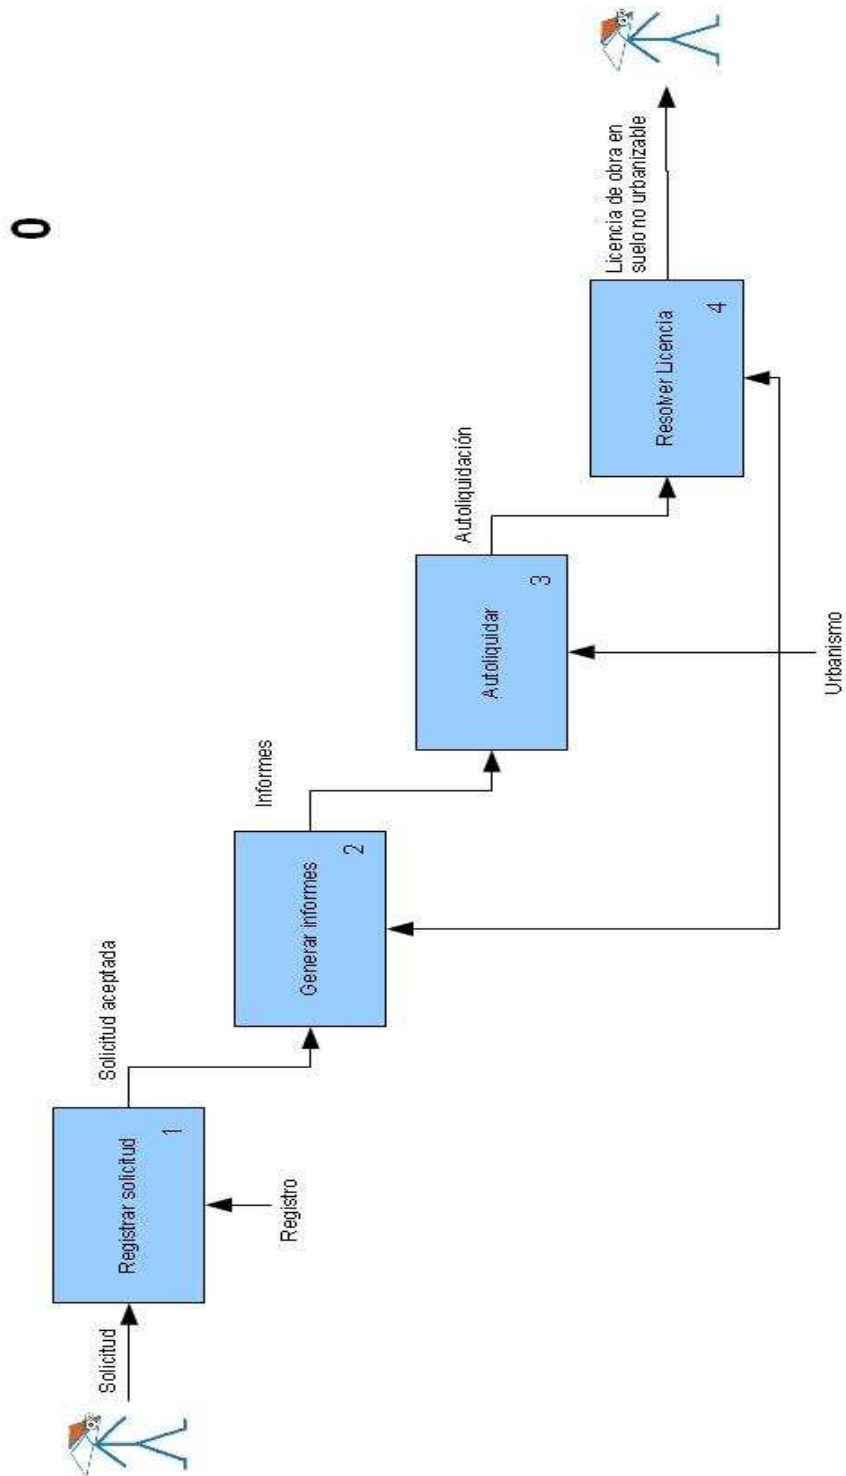 0
Solicitud
Registrar solicitud
1
Registro
Solicitud aceptada
Generar informes
2
Informes
Autoliquidar
3
Autoliquidación
Urbanismo
Resolver Licencia
4
Licencia de obra en
suelo no urbanizable